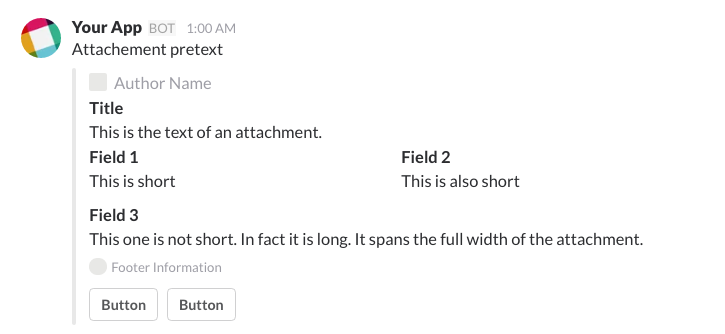 Your App BOT 1:00 AM
Attachement pretext
Author Name
Title
This is the text of an attachment.
Field 1 Field 2
This is short This is also short
Field 3
This one is not short. In fact it is long. It spans the full width of the attachment.
Footer Information
Button Button